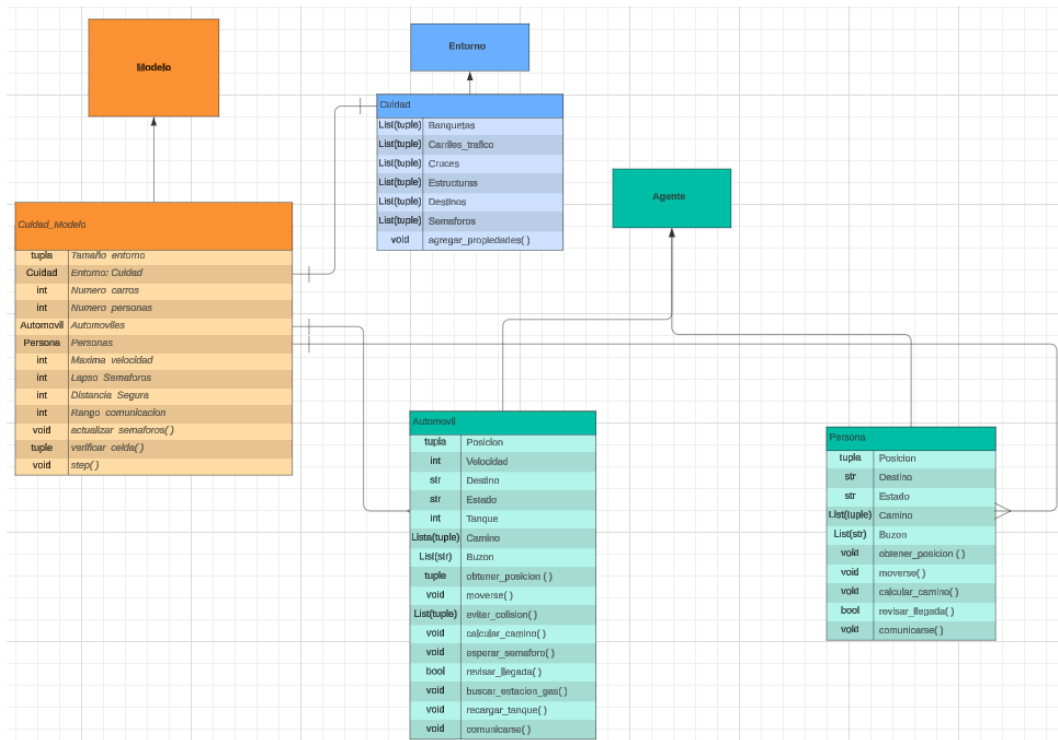 Modelo
Entorno
Cuidad
List(tuple) Banquetas
List(tuple) Carriles_trafico
List(tuple) Cruces
List(tuple) Estructuras
List(tuple) Destinos
List(tuple) Semaforos
void agregar_propiedades( )
Agente
Cuidad_Modelo
tupla Tamaño entorno
Cuidad Entorno: Cuidad
int Numero carros
int Numero personas
Automovil Automoviles
Persona Personas
int Maxima velocidad
int Lapso Semaforos
int Distancia Segura
int Rango comunicacion
void actualizar semaforos( )
tuple verificar celda( )
void step( )
Automovil
tupla Posicion
int Velocidad
str Destino
str Estado
int Tanque
Lista(tuple) Camino
List(str) Buzon
tuple obtener_posicion ( )
void moverse( )
List(tuple) evitar_colision( )
void calcular_camino( )
void esperar_semaforo( )
bool revisar_llegada( )
void buscar_estacion_gas( )
void recargar_tanque( )
void comunicarse( )
Persona
tupla Posicion
str Destino
str Estado
List(tuple) Camino
List(str) Buzon
void obtener_posicion ( )
void moverse( )
void calcular_camino( )
bool revisar_llegada( )
void comunicarse( )